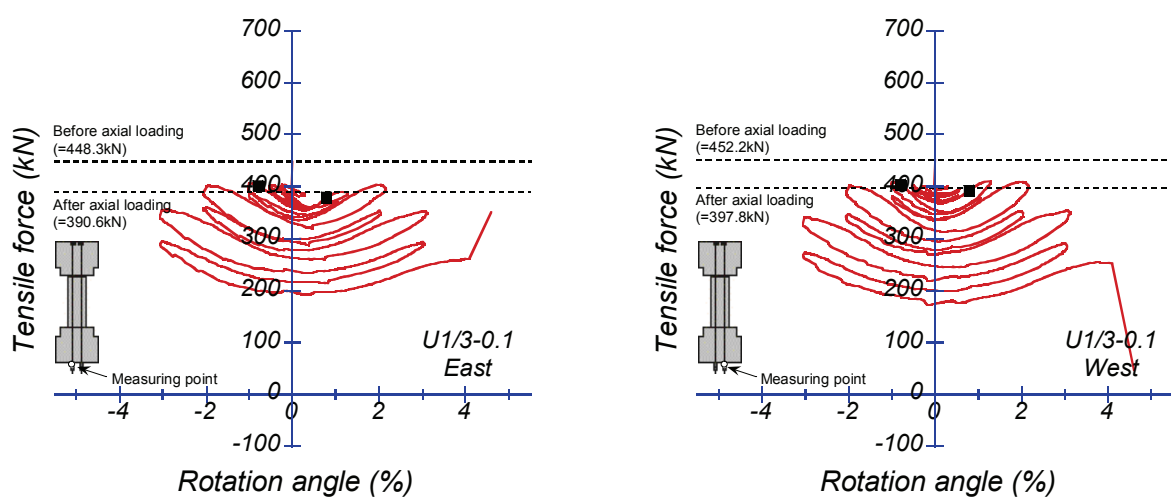 700
600
500
400
300
200
100
0
-100
-4
-2
0
2
4
Tensile force (kN)
Before axial loading
(=448.3kN)
After axial loading
(=390.6kN)
Measuring point
U1/3-0.1
East
Rotation angle (%)
700
600
500
400
300
200
100
0
-100
-4
-2
0
2
4
Tensile force (kN)
Before axial loading
(=452.2kN)
After axial loading
(=397.8kN)
Measuring point
U1/3-0.1
West
Rotation angle (%)